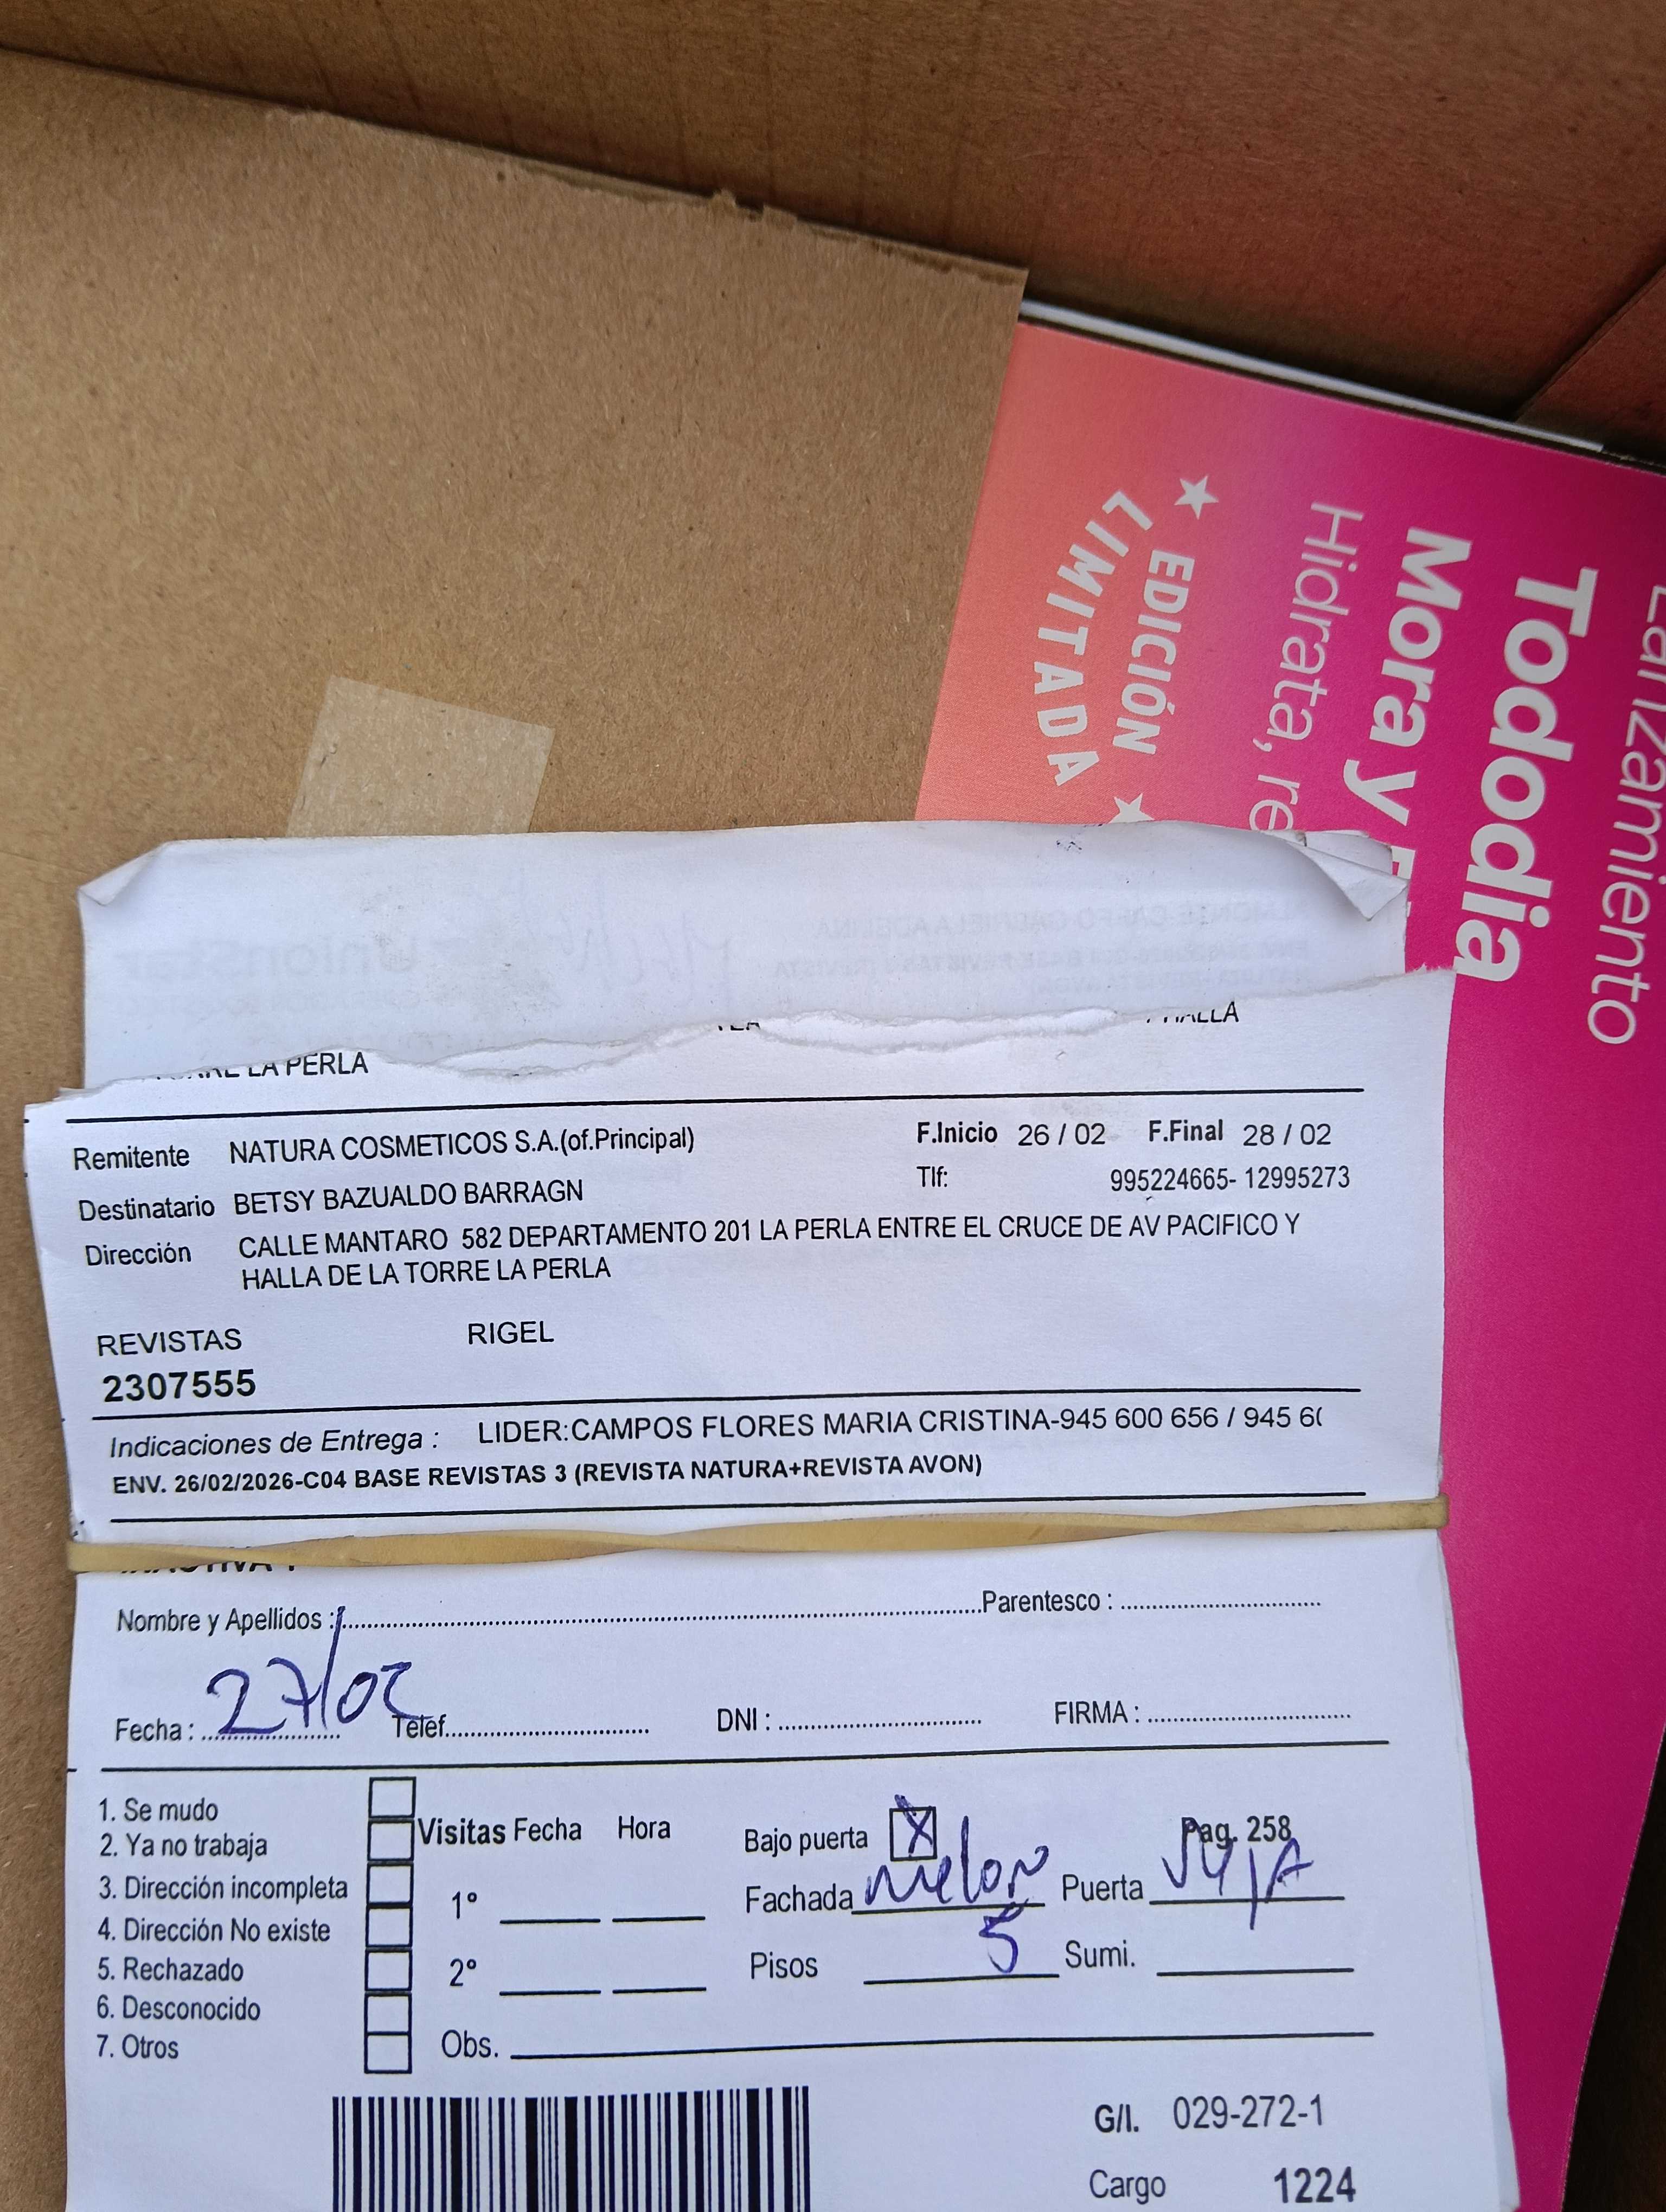 Lanzamiento
Tododia
Mora y
Hidrata, re
★ EDICIÓN ★
LIMITADA
LA PERLA
Remitente NATURA COSMETICOS S.A.(of.Principal) F.Inicio 26 / 02 F.Final 28 / 02
Tlf: 995224665- 12995273
Destinatario BETSY BAZUALDO BARRAGN
Dirección CALLE MANTARO 582 DEPARTAMENTO 201 LA PERLA ENTRE EL CRUCE DE AV PACIFICO Y
HALLA DE LA TORRE LA PERLA
REVISTAS RIGEL
2307555
Indicaciones de Entrega : LIDER:CAMPOS FLORES MARIA CRISTINA-945 600 656 / 945 6
ENV. 26/02/2026-C04 BASE REVISTAS 3 (REVISTA NATURA+REVISTA AVON)
Nombre y Apellidos : Parentesco :
Fecha : 27/02 Telef. DNI : FIRMA :
1. Se mudo
2. Ya no trabaja
3. Dirección incompleta
4. Dirección No existe
5. Rechazado
6. Desconocido
7. Otros
Visitas Fecha Hora
1°
2°
Obs.
Bajo puerta X Pag. 258
Fachada melon Puerta
Pisos 5 Sumi.
G/I. 029-272-1
Cargo 1224